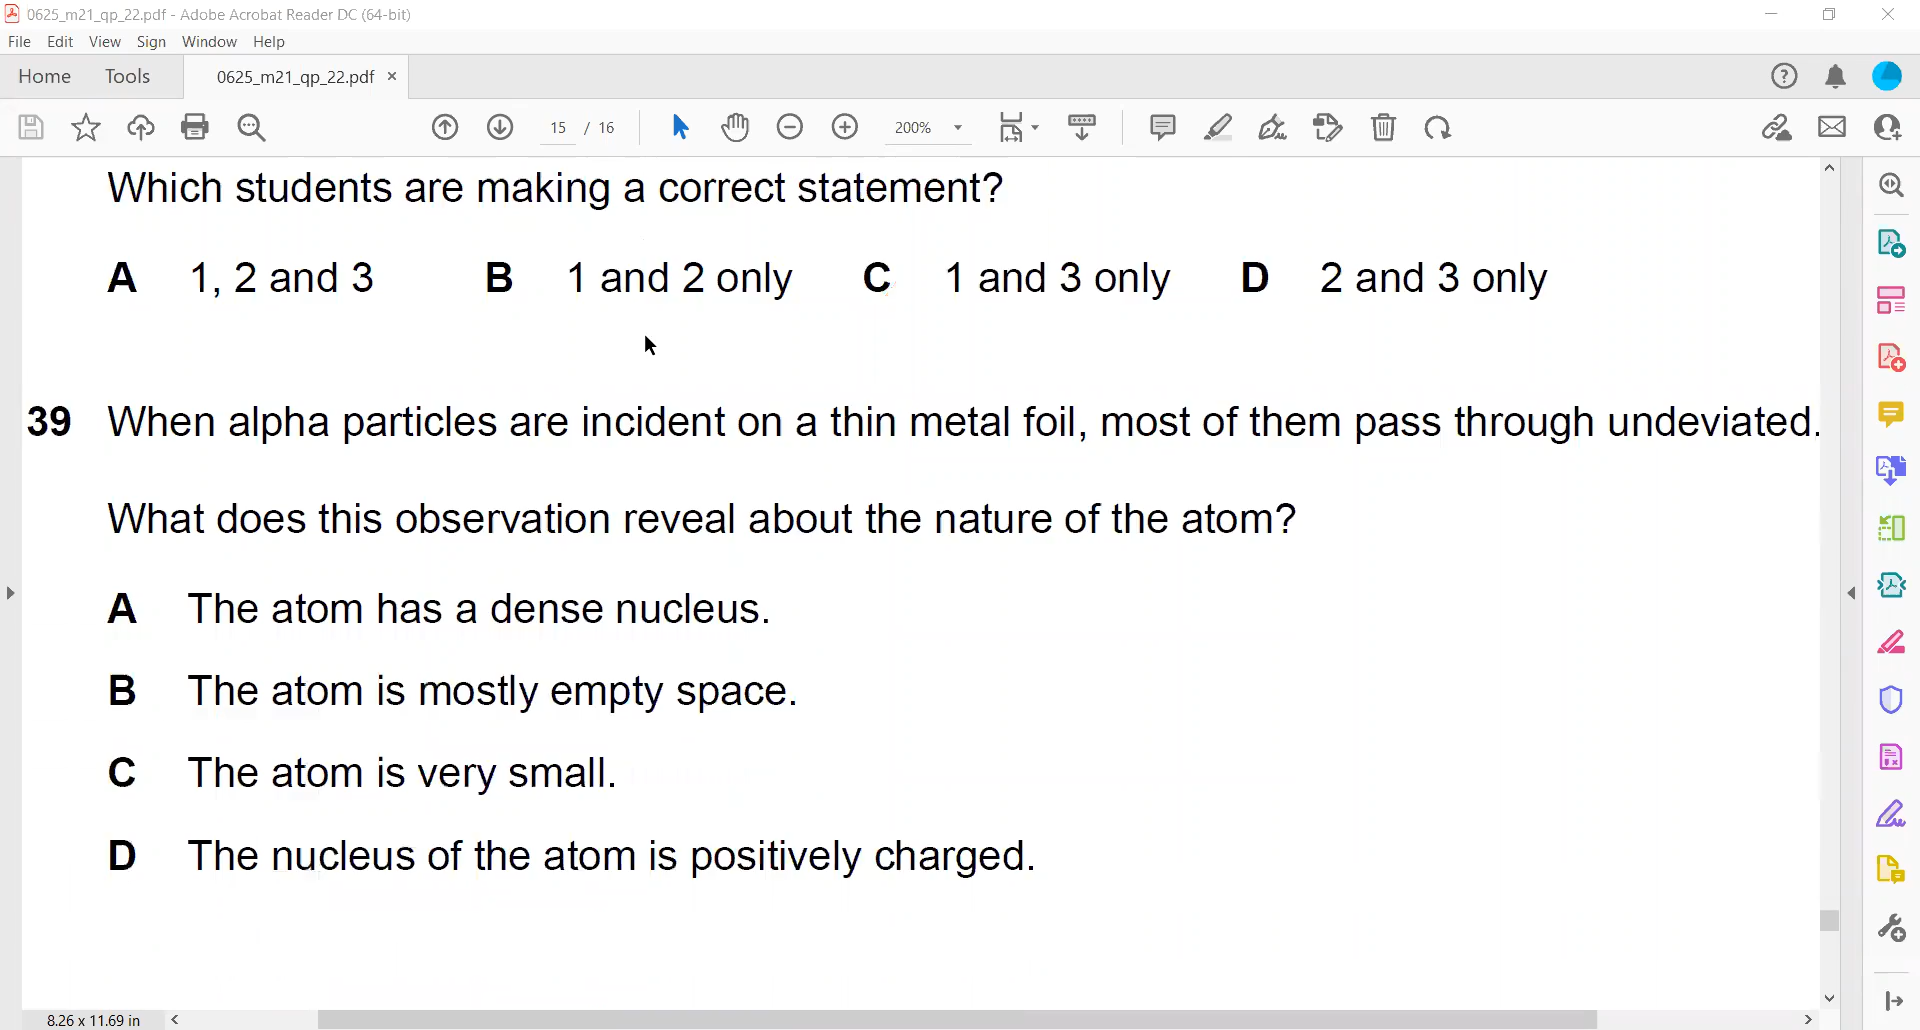 0625_m21_qp_22.pdf - Adobe Acrobat Reader DC (64-bit)
File Edit View Sign Window Help
Home Tools 0625_m21_qp_22.pdf ×
15 / 16 200%
Which students are making a correct statement?
A 1, 2 and 3 B 1 and 2 only C 1 and 3 only D 2 and 3 only
39 When alpha particles are incident on a thin metal foil, most of them pass through undeviated.
What does this observation reveal about the nature of the atom?
A The atom has a dense nucleus.
B The atom is mostly empty space.
C The atom is very small.
D The nucleus of the atom is positively charged.
8.26 x 11.69 in